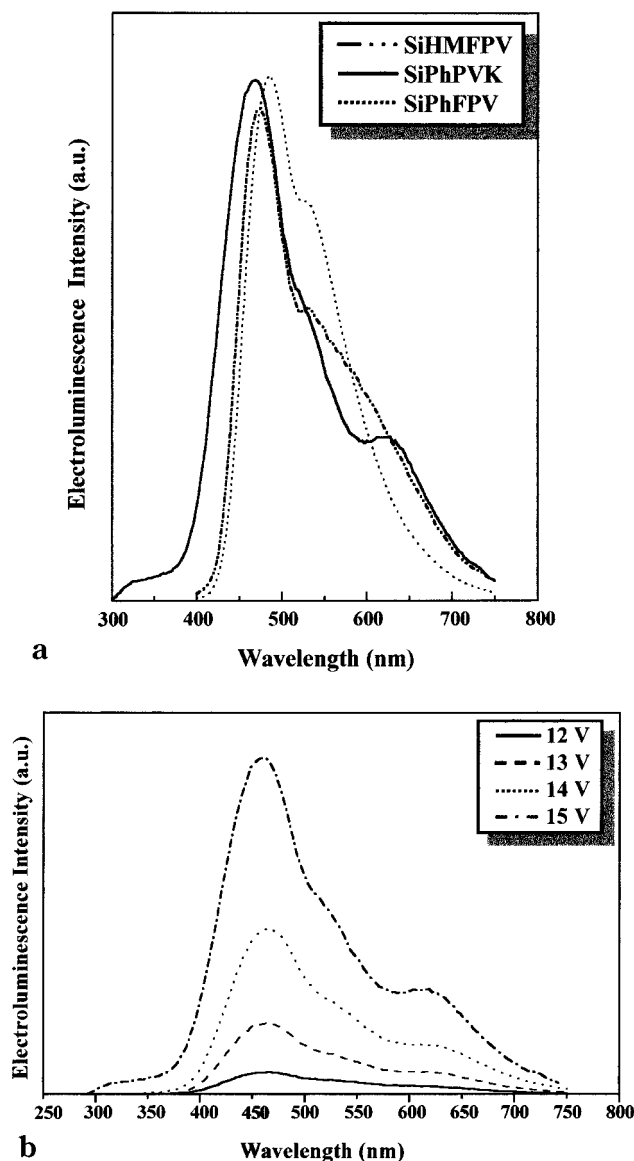 SiHMFPV
SiPhPVK
SiPhFPV
Electroluminescence Intensity (a.u.)
300 400 500 600 700 800
Wavelength (nm)
a
12 V
13 V
14 V
15 V
Electroluminescence Intensity (a.u.)
250 300 350 400 450 500 550 600 650 700 750 800
Wavelength (nm)
b